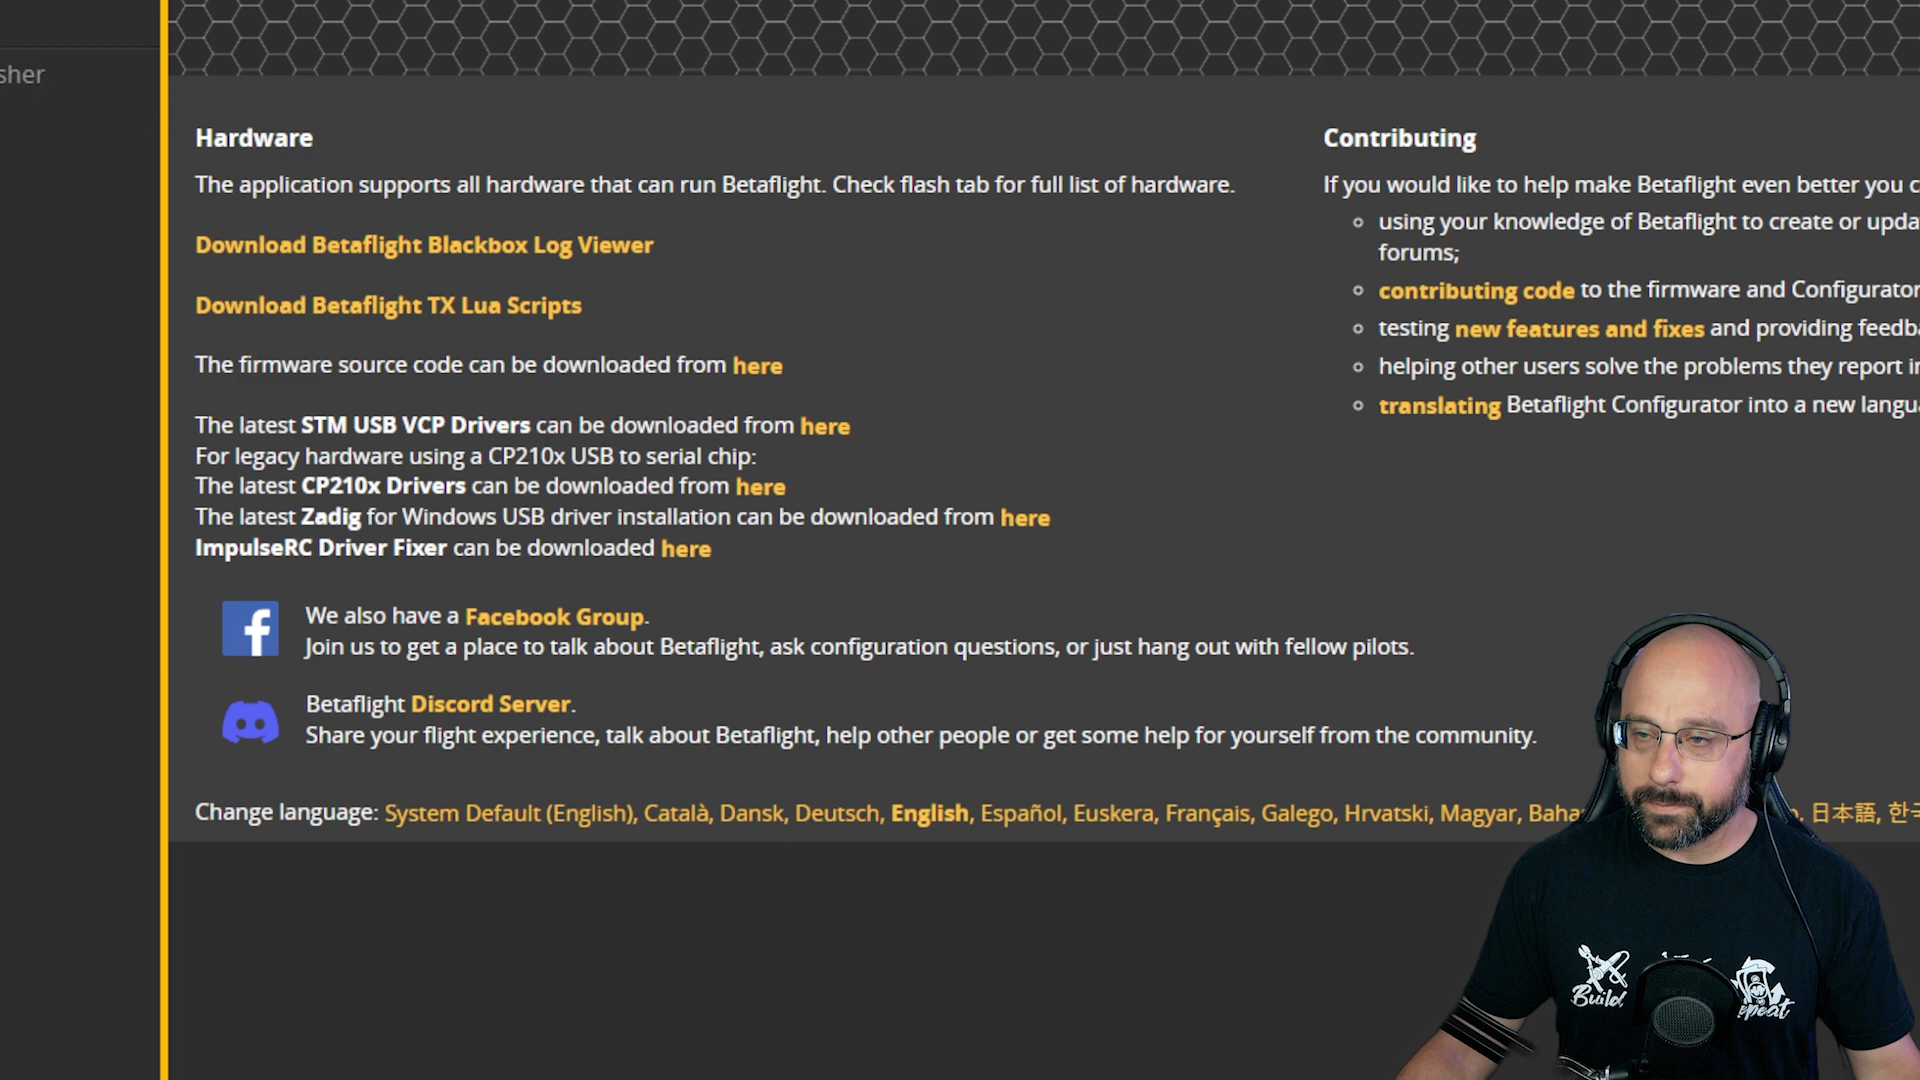 sher
Hardware
The application supports all hardware that can run Betaflight. Check flash tab for full list of hardware.
Download Betaflight Blackbox Log Viewer
Download Betaflight TX Lua Scripts
The firmware source code can be downloaded from here
The latest STM USB VCP Drivers can be downloaded from here
For legacy hardware using a CP210x USB to serial chip:
The latest CP210x Drivers can be downloaded from here
The latest Zadig for Windows USB driver installation can be downloaded from here
ImpulseRC Driver Fixer can be downloaded here
We also have a Facebook Group.
Join us to get a place to talk about Betaflight, ask configuration questions, or just hang out with fellow pilots.
Betaflight Discord Server.
Share your flight experience, talk about Betaflight, help other people or get some help for yourself from the community.
Change language: System Default (English), Català, Dansk, Deutsch, English, Español, Euskera, Français, Galego, Hrvatski, Magyar, Baha 日本語, 한
Contributing
If you would like to help make Betaflight even better you c
using your knowledge of Betaflight to create or upda
forums;
contributing code to the firmware and Configurator
testing new features and fixes and providing feedba
helping other users solve the problems they report i
translating Betaflight Configurator into a new langu
Build
epeat